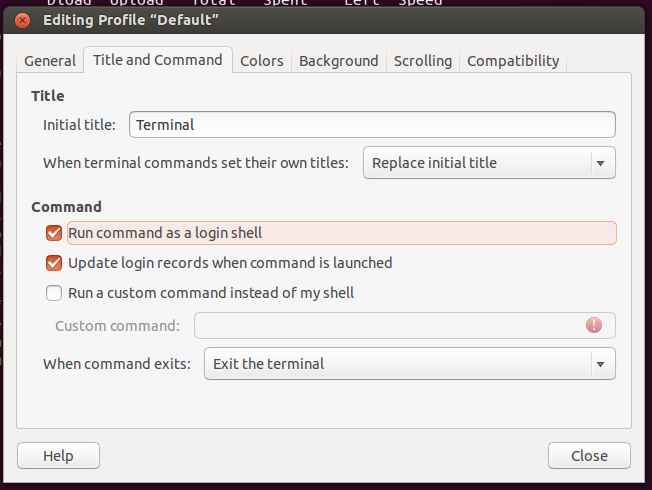 Dload Upload Total Spent Left Speed
Editing Profile “Default”
General Title and Command Colors Background Scrolling Compatibility
Title
Initial title: Terminal
When terminal commands set their own titles: Replace initial title
Command
Run command as a login shell
Update login records when command is launched
Run a custom command instead of my shell
Custom command:
When command exits: Exit the terminal
Help Close